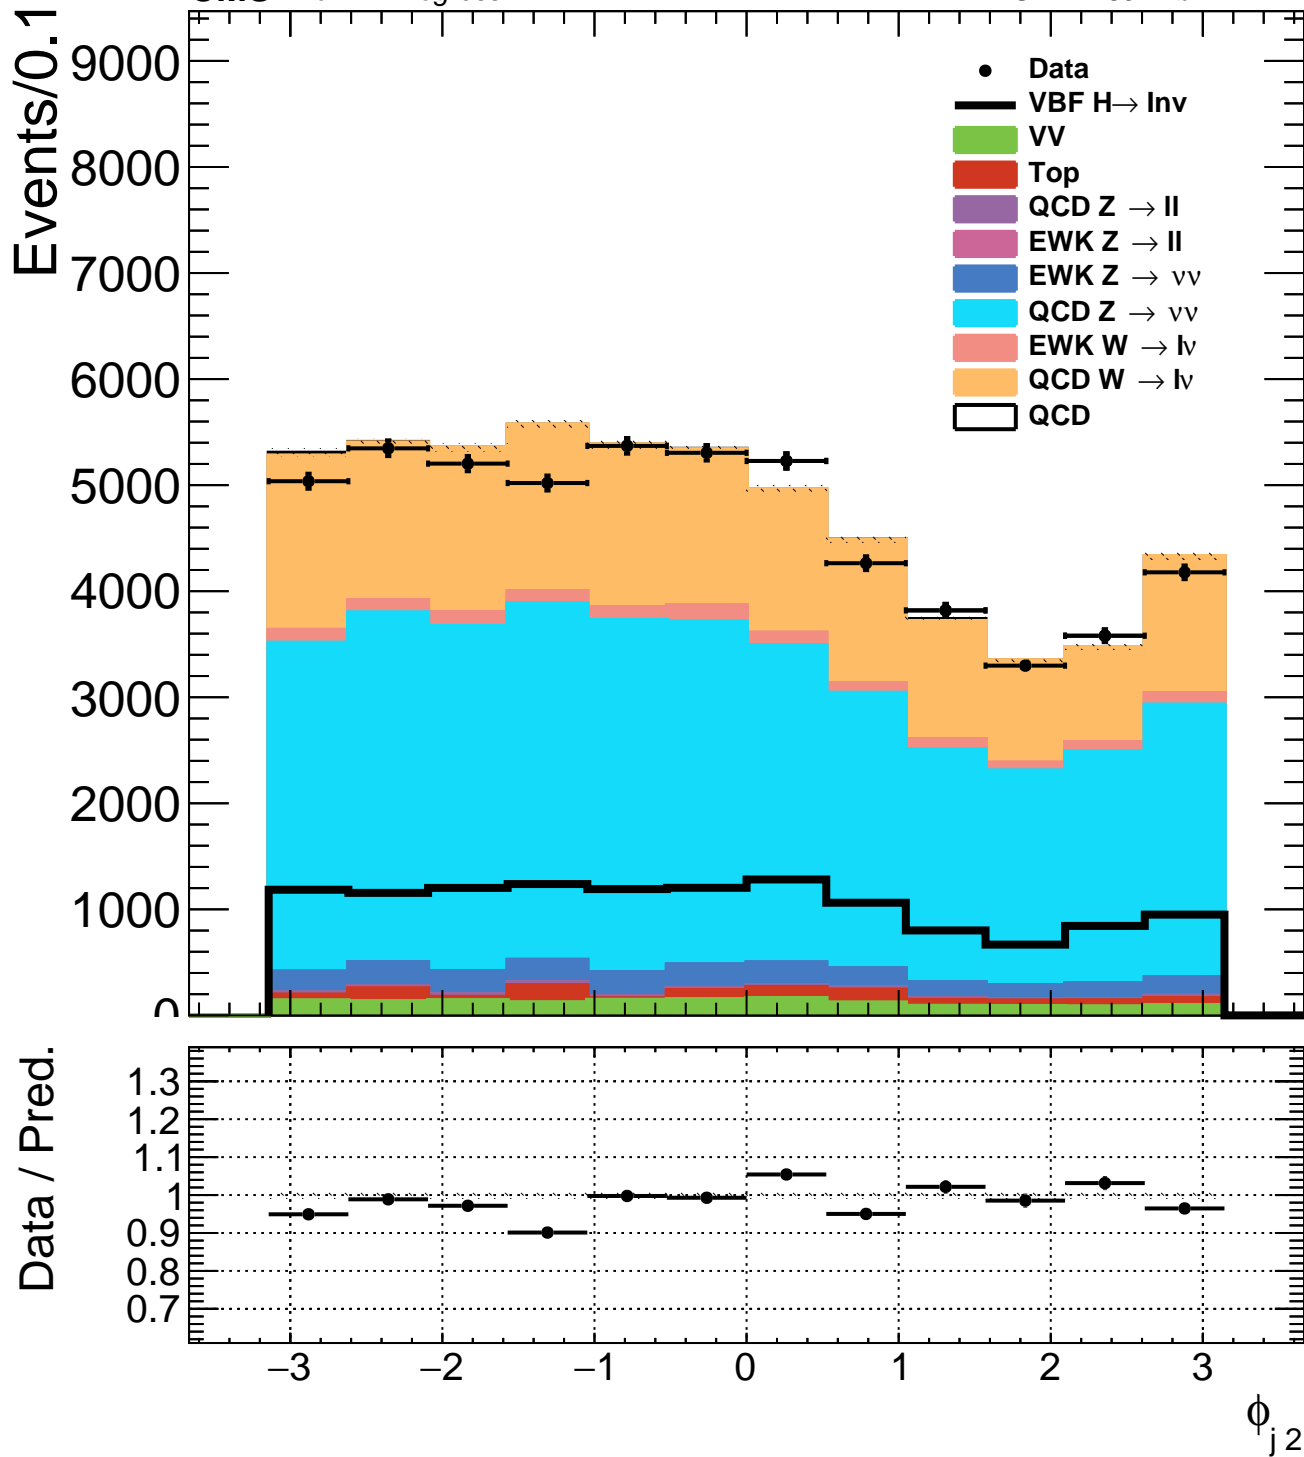 Events/0.1
9000
8000
7000
6000
5000
4000
3000
2000
1000
0
Data
VBF H→ Inv
VV
Top
QCD Z → ll
EWK Z → ll
EWK Z → νν
QCD Z → νν
EWK W → lν
QCD W → lν
QCD
Data / Pred.
1.3
1.2
1.1
1
0.9
0.8
0.7
−3 −2 −1 0 1 2 3
ϕj 2